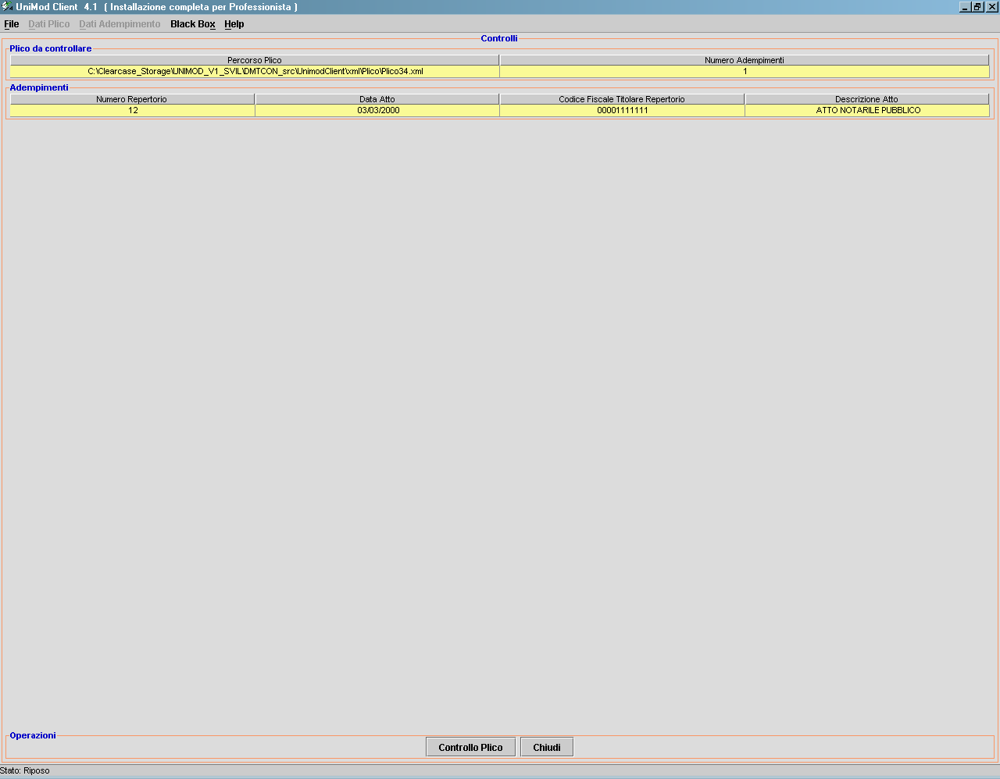 UniMod Client 4.1 ( Installazione completa per Professionista )
File Dati Plico Dati Adempimento Black Box Help
Controlli
Plico da controllare
Percorso Plico Numero Adempimenti
C:\Clearcase_Storage\UNIMOD_V1_SVIL\DMTCON_src\UnimodClient\xml\Plico\Plico34.xml 1
Adempimenti
Numero Repertorio Data Atto Codice Fiscale Titolare Repertorio Descrizione Atto
12 03/03/2000 00001111111 ATTO NOTARILE PUBBLICO
Operazioni
Controllo Plico Chiudi
Stato: Riposo